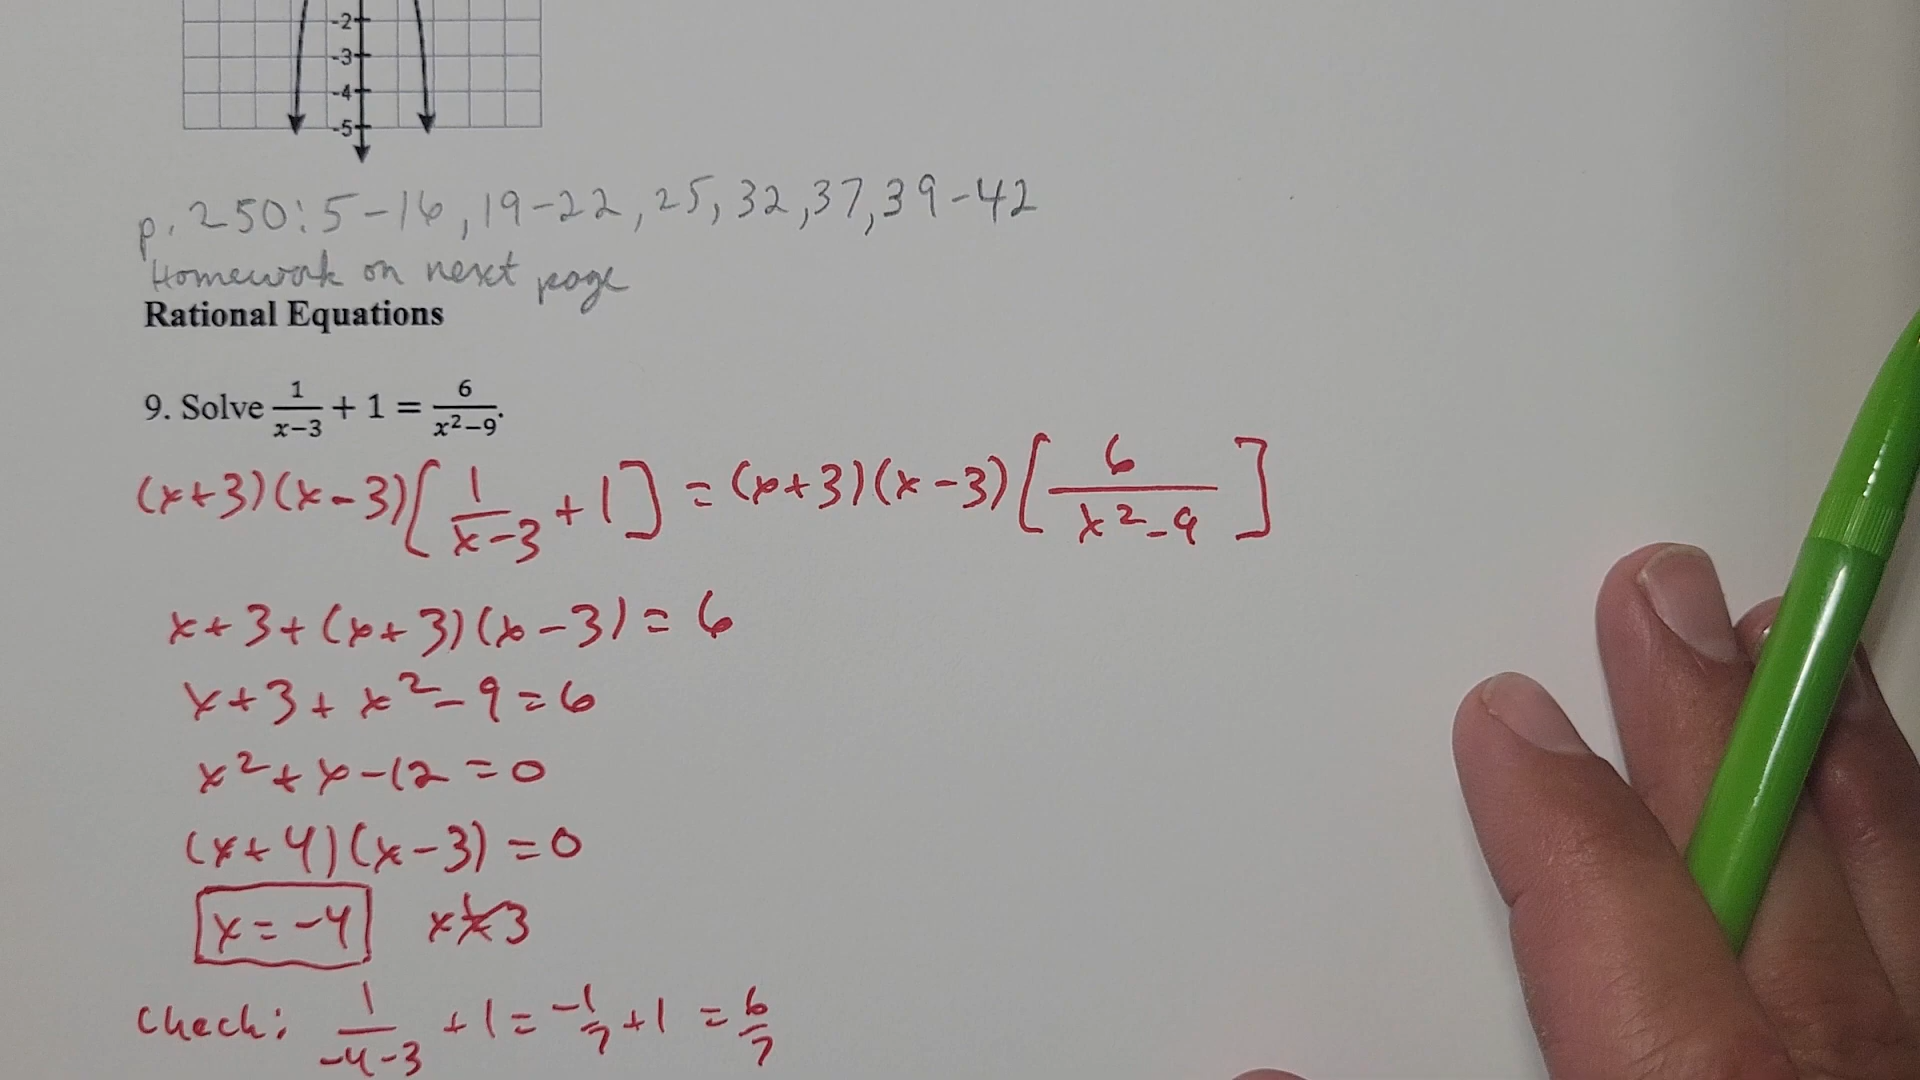 -2
-3
-4
-5
p. 250: 5-16, 19-22, 25, 32, 37, 39-42
Homework on next page
Rational Equations
9. Solve 1/(x-3) + 1 = 6/(x²-9).
(x+3)(x-3)[1/(x-3) + 1] = (x+3)(x-3)[6/(x²-9)]
x+3+(x+3)(x-3) = 6
x+3+x²-9=6
x²+x-12=0
(x+4)(x-3)=0
x=-4 x≠3
Check: 1/(-4-3) +1 = -1/7 +1 = 6/7